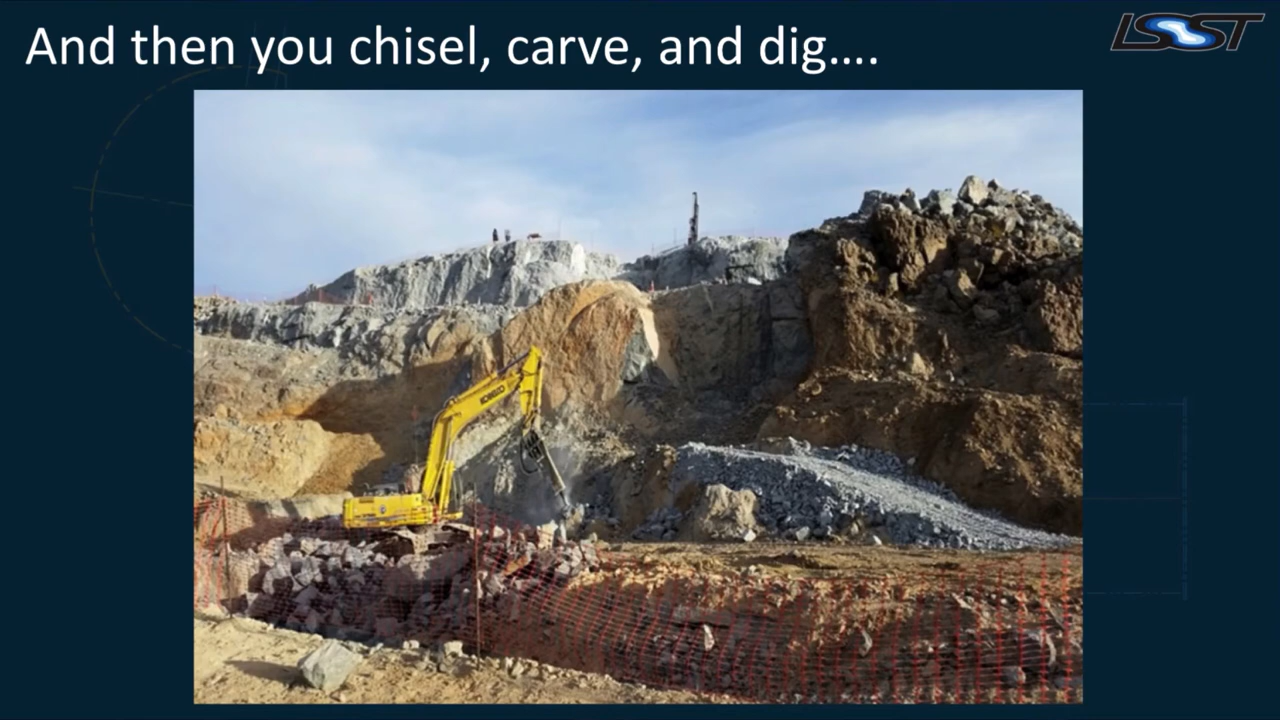 And then you chisel, carve, and dig….
LSST
KOBELCO